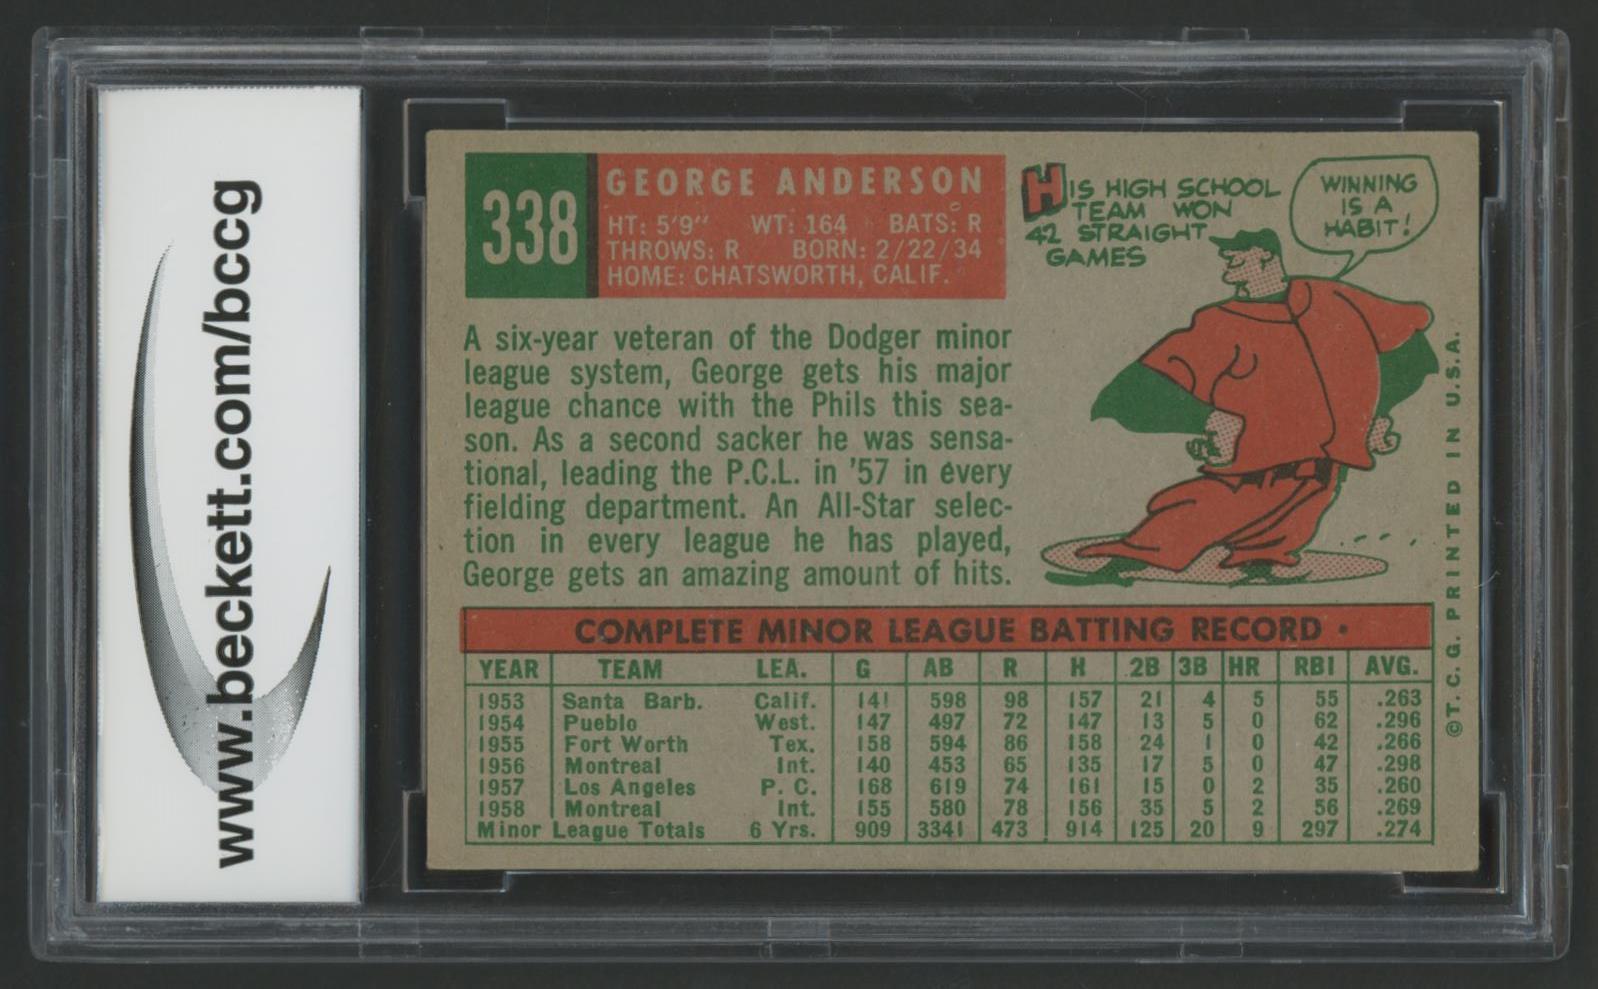 www.beckett.com/bccg
338
GEORGE ANDERSON
HT: 5'9" WT: 164 BATS: R
THROWS: R BORN: 2/22/34
HOME: CHATSWORTH, CALIF.
HIS HIGH SCHOOL
TEAM WON
42 STRAIGHT
GAMES
WINNING
IS A
HABIT!
A six-year veteran of the Dodger minor
league system, George gets his major
league chance with the Phils this sea-
son. As a second sacker he was sensa-
tional, leading the P.C.L. in '57 in every
fielding department. An All-Star selec-
tion in every league he has played,
George gets an amazing amount of hits.
COMPLETE MINOR LEAGUE BATTING RECORD
YEAR TEAM LEA. G AB R H 2B 3B HR RBI AVG.
1953 Santa Barb. Calif. 141 598 98 157 21 4 5 55 .263
1954 Pueblo West. 147 497 72 147 13 5 0 62 .296
1955 Fort Worth Tex. 158 594 86 158 24 1 0 42 .266
1956 Montreal Int. 140 453 65 135 17 5 0 47 .298
1957 Los Angeles P. C. 168 619 74 161 15 0 2 35 .260
1958 Montreal Int. 155 580 78 156 35 5 2 56 .269
Minor League Totals 6 Yrs. 909 3341 473 914 125 20 9 297 .274
©T. C. G. PRINTED IN U.S.A.